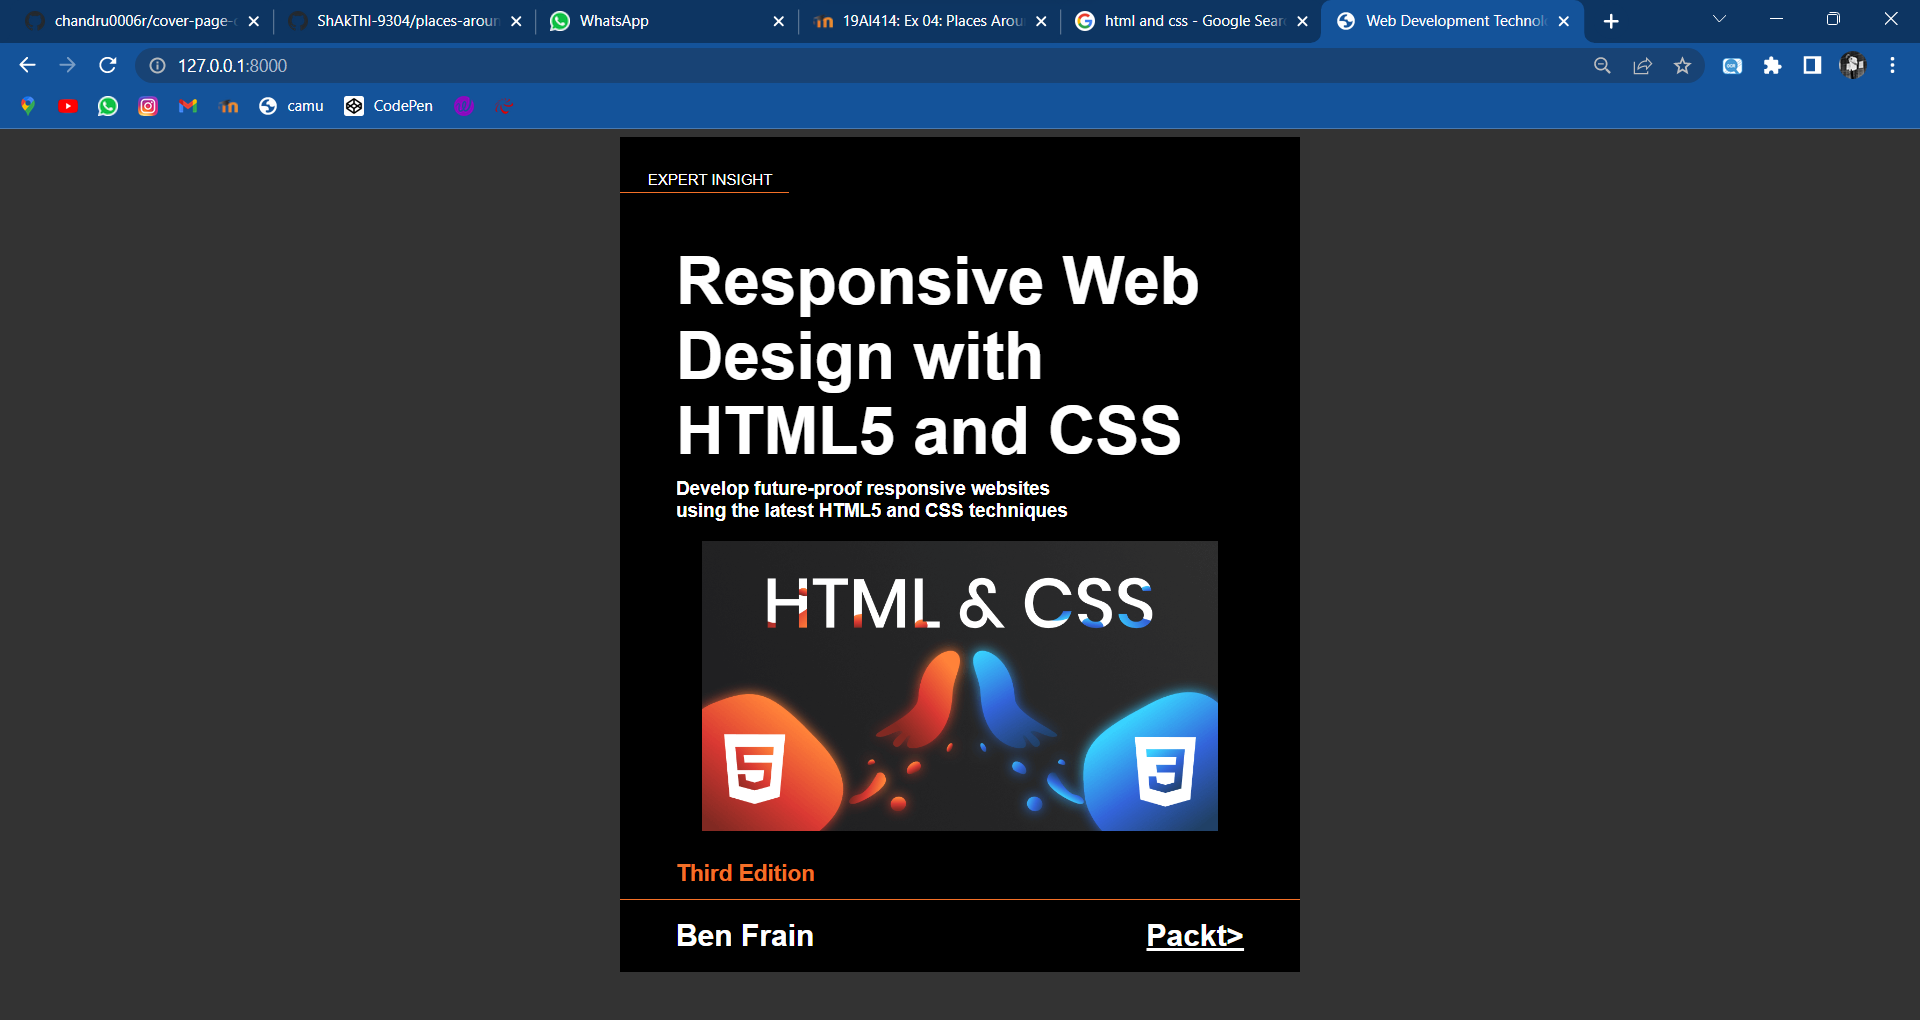 chandru0006r/cover-page-
ShAkThI-9304/places-aroun
WhatsApp
19AI414: Ex 04: Places Arou
html and css - Google Sear
Web Development Technol
127.0.0.1:8000
camu
CodePen
EXPERT INSIGHT
Responsive Web
Design with
HTML5 and CSS
Develop future-proof responsive websites
using the latest HTML5 and CSS techniques
HTML & CSS
5
3
Third Edition
Ben Frain
Packt>